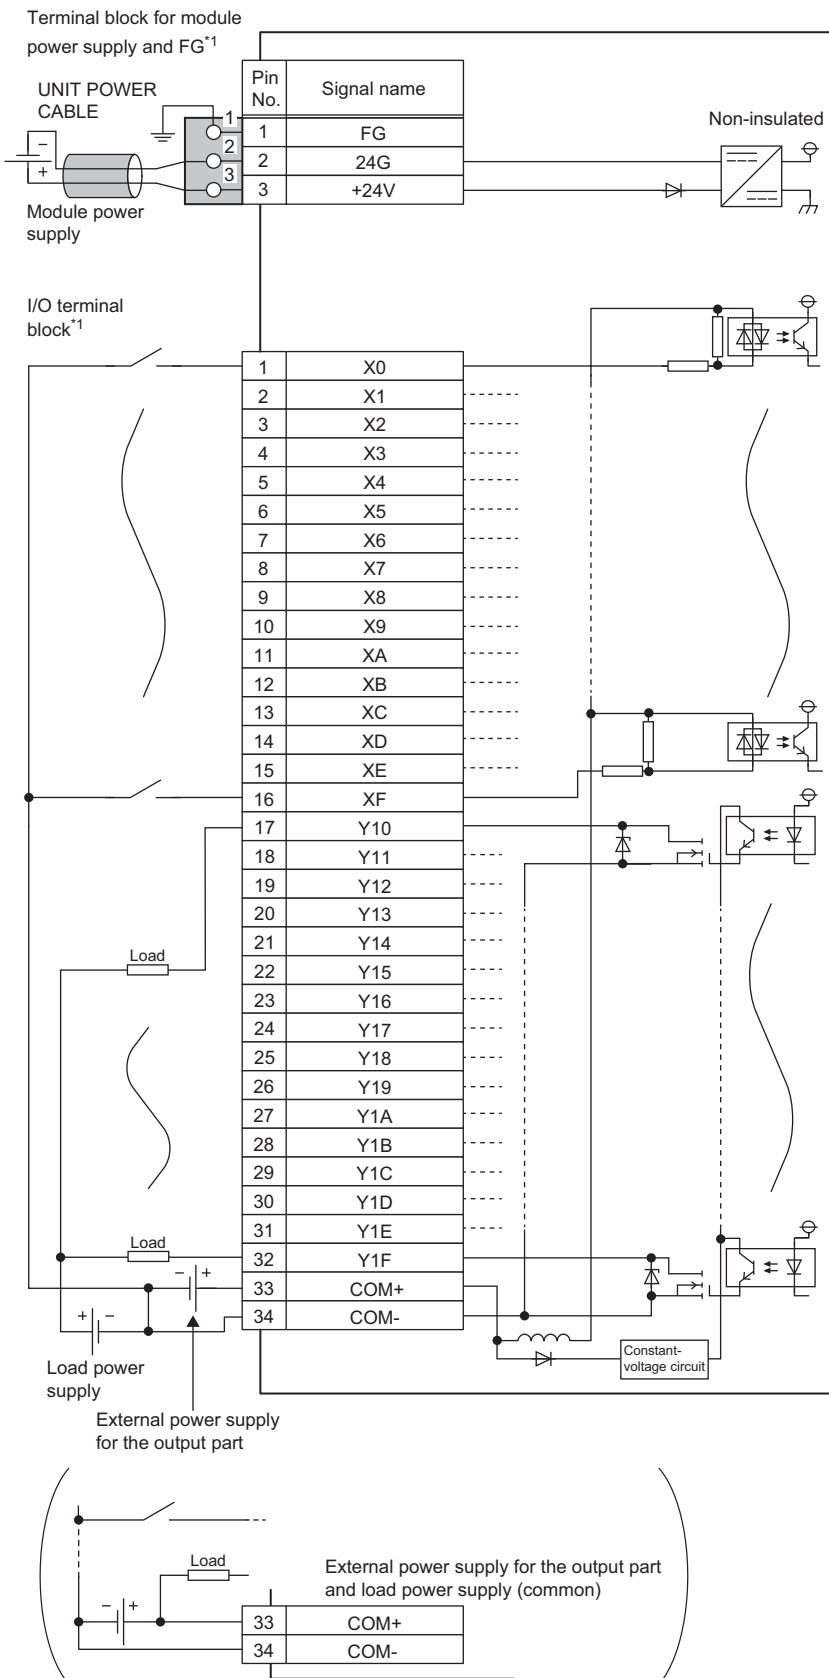 Terminal block for module
power supply and FG*1
UNIT POWER
CABLE
Pin
No.
Signal name
Non-insulated
1
1 FG
2
2 24G
3
3 +24V
-
+
Module power
supply
I/O terminal
block*1
1 X0
2 X1
3 X2
4 X3
5 X4
6 X5
7 X6
8 X7
9 X8
10 X9
11 XA
12 XB
13 XC
14 XD
15 XE
16 XF
17 Y10
18 Y11
19 Y12
20 Y13
21 Y14
Load
22 Y15
23 Y16
24 Y17
25 Y18
26 Y19
27 Y1A
28 Y1B
29 Y1C
30 Y1D
31 Y1E
Load
32 Y1F
- +
33 COM+
+ -
34 COM-
Constant-
voltage circuit
Load power
supply
External power supply
for the output part
Load
External power supply for the output part
and load power supply (common)
- +
33 COM+
34 COM-